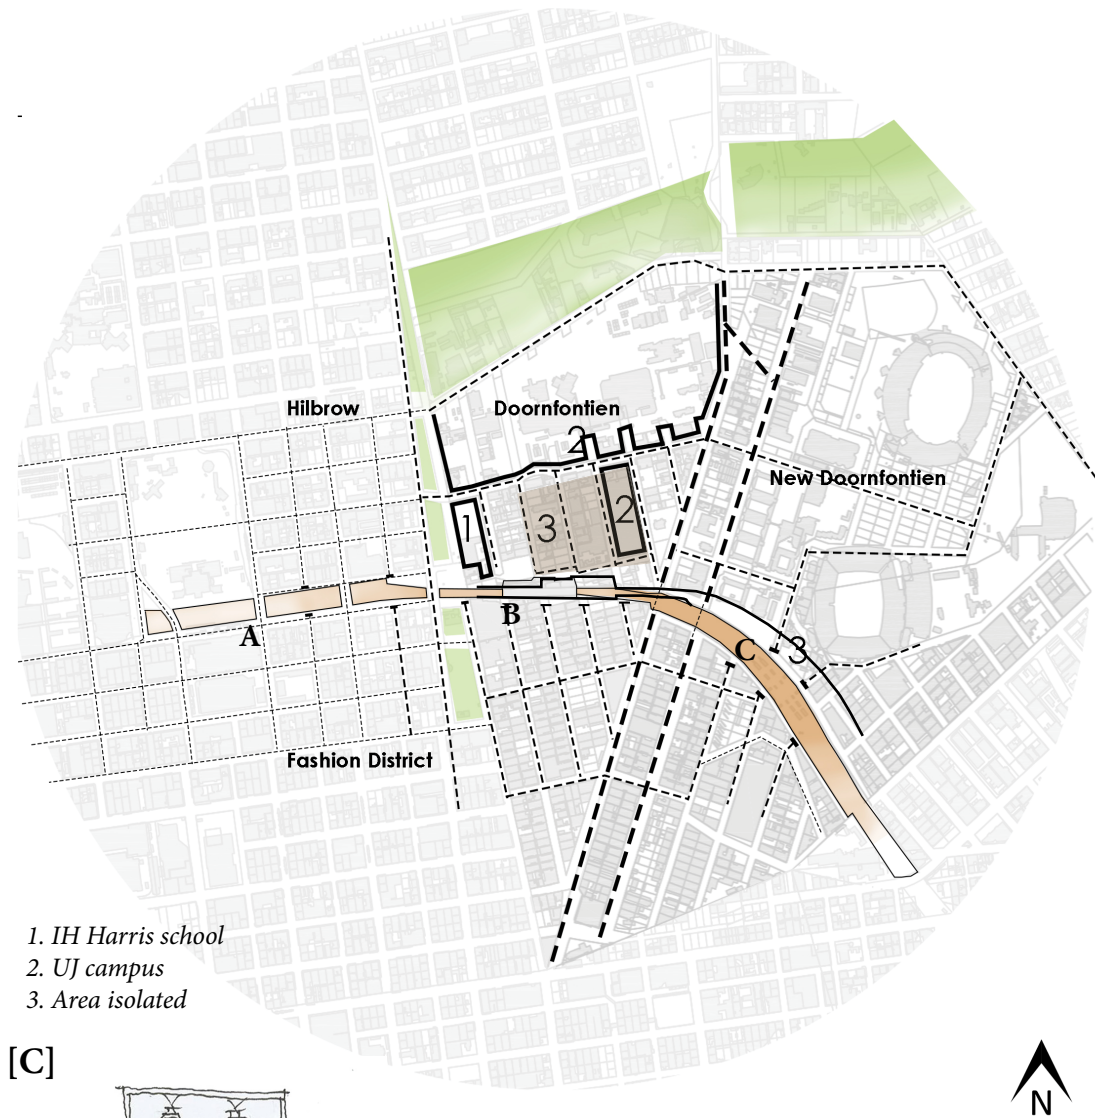 Hilbrow
Doornfontien
2
New Doornfontien
1
3
2
A
B
C
3
Fashion District
1. IH Harris school
2. UJ campus
3. Area isolated
[C]
N